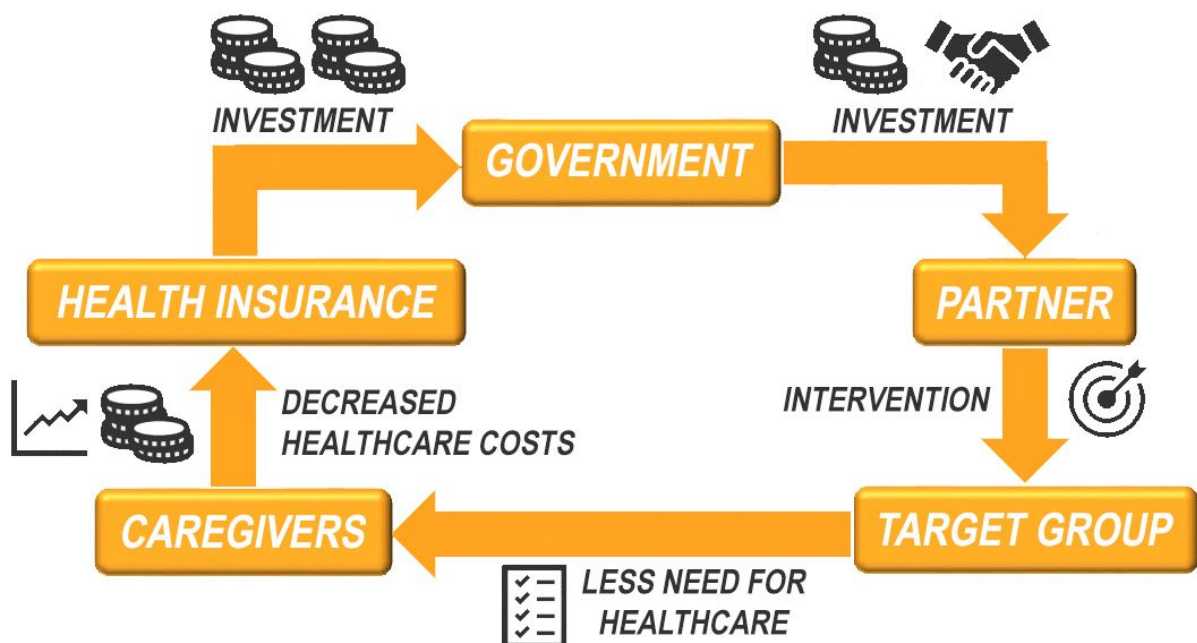 INVESTMENT
INVESTMENT
GOVERNMENT
HEALTH INSURANCE
PARTNER
DECREASED
HEALTHCARE COSTS
INTERVENTION
CAREGIVERS
TARGET GROUP
LESS NEED FOR
HEALTHCARE